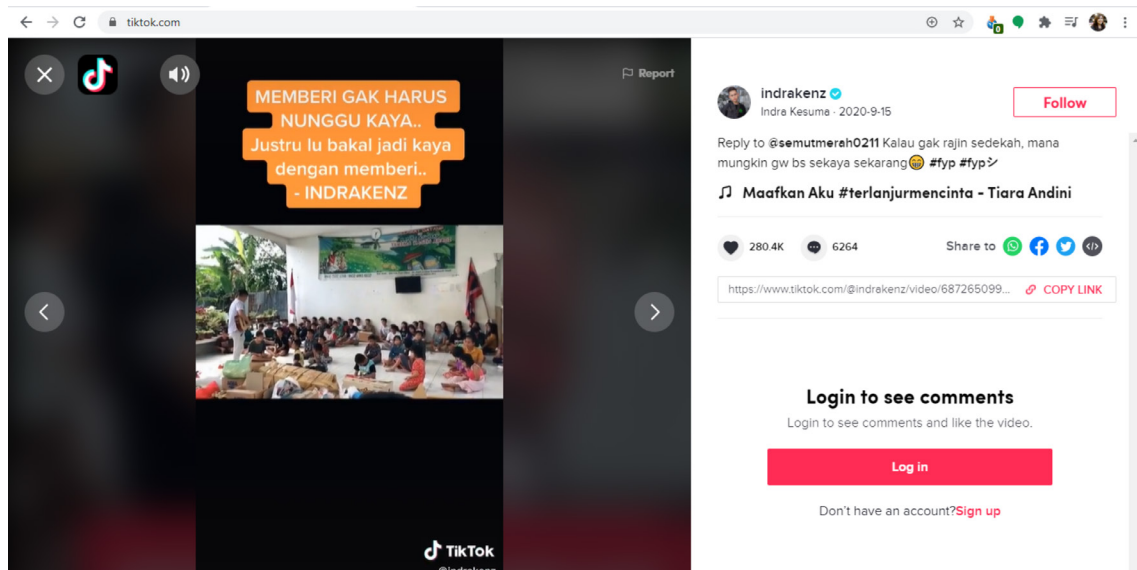 tiktok.com
0
Report
MEMBERI GAK HARUS
NUNGGU KAYA..
Justru lu bakal jadi kaya
dengan memberi..
- INDRAKENZ
TikTok
@indrakenz
indrakenz
Indra Kesuma · 2020-9-15
Follow
Reply to @semutmerah0211 Kalau gak rajin sedekah, mana
mungkin gw bs sekaya sekarang😁 #fyp #fypシ
Maafkan Aku #terlanjurmencinta - Tiara Andini
280.4K
6264
Share to
https://www.tiktok.com/@indrakenz/video/687265099...
COPY LINK
Login to see comments
Login to see comments and like the video.
Log in
Don't have an account?Sign up